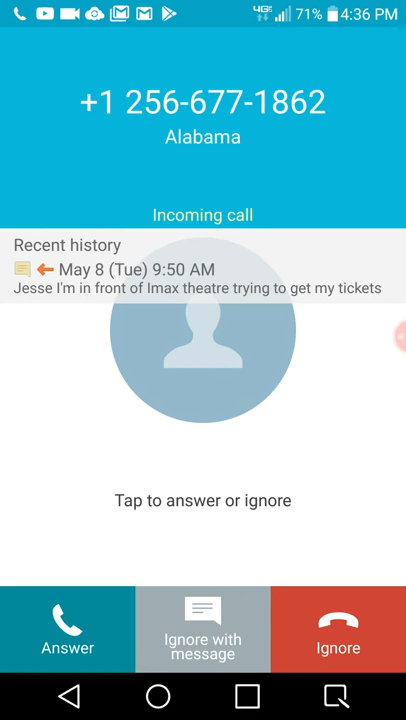 4G 71% 4:36 PM
+1 256-677-1862
Alabama
Incoming call
Recent history
May 8 (Tue) 9:50 AM
Jesse I'm in front of Imax theatre trying to get my tickets
Tap to answer or ignore
Answer
Ignore with
message
Ignore